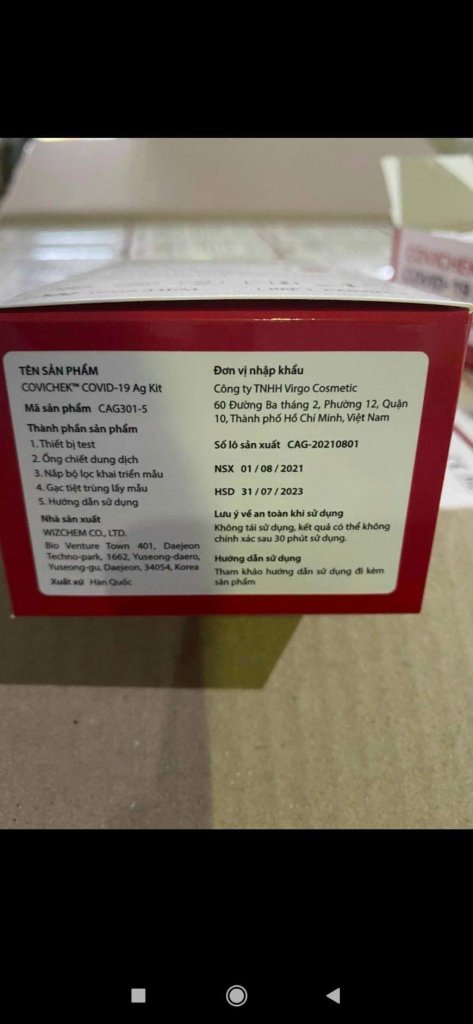 TÊN SẢN PHẨM
COVICHEK™ COVID-19 Ag Kit
Mã sản phẩm CAG301-5
Thành phần sản phẩm
1. Thiết bị test
2. Ống chiết dung dịch
3. Nắp bộ lọc khai triển mẫu
4. Gạc tiệt trùng lấy mẫu
5. Hướng dẫn sử dụng
Nhà sản xuất
WIZCHEM CO., LTD.
Bio Venture Town 401, Daejeon
Techno-park, 1662, Yuseong-daero,
Yuseong-gu, Daejeon, 34054, Korea
Xuất xứ Hàn Quốc
Đơn vị nhập khẩu
Công ty TNHH Virgo Cosmetic
60 Đường Ba tháng 2, Phường 12, Quận
10, Thành phố Hồ Chí Minh, Việt Nam
Số lô sản xuất CAG-20210801
NSX 01 / 08 / 2021
HSD 31 / 07 / 2023
Lưu ý về an toàn khi sử dụng
Không tái sử dụng, kết quả có thể không
chính xác sau 30 phút sử dụng.
Hướng dẫn sử dụng
Tham khảo hướng dẫn sử dụng đi kèm
sản phẩm
COVICHEK
COVID-19